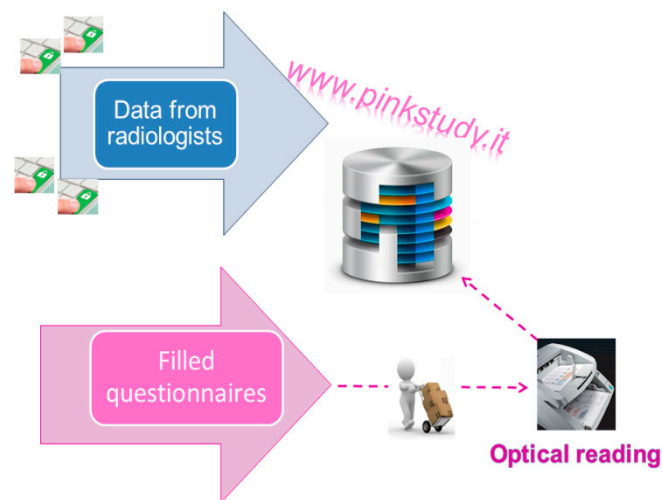 www.pinkstudy.it
Data from
radiologists
Filled
questionnaires
Optical reading